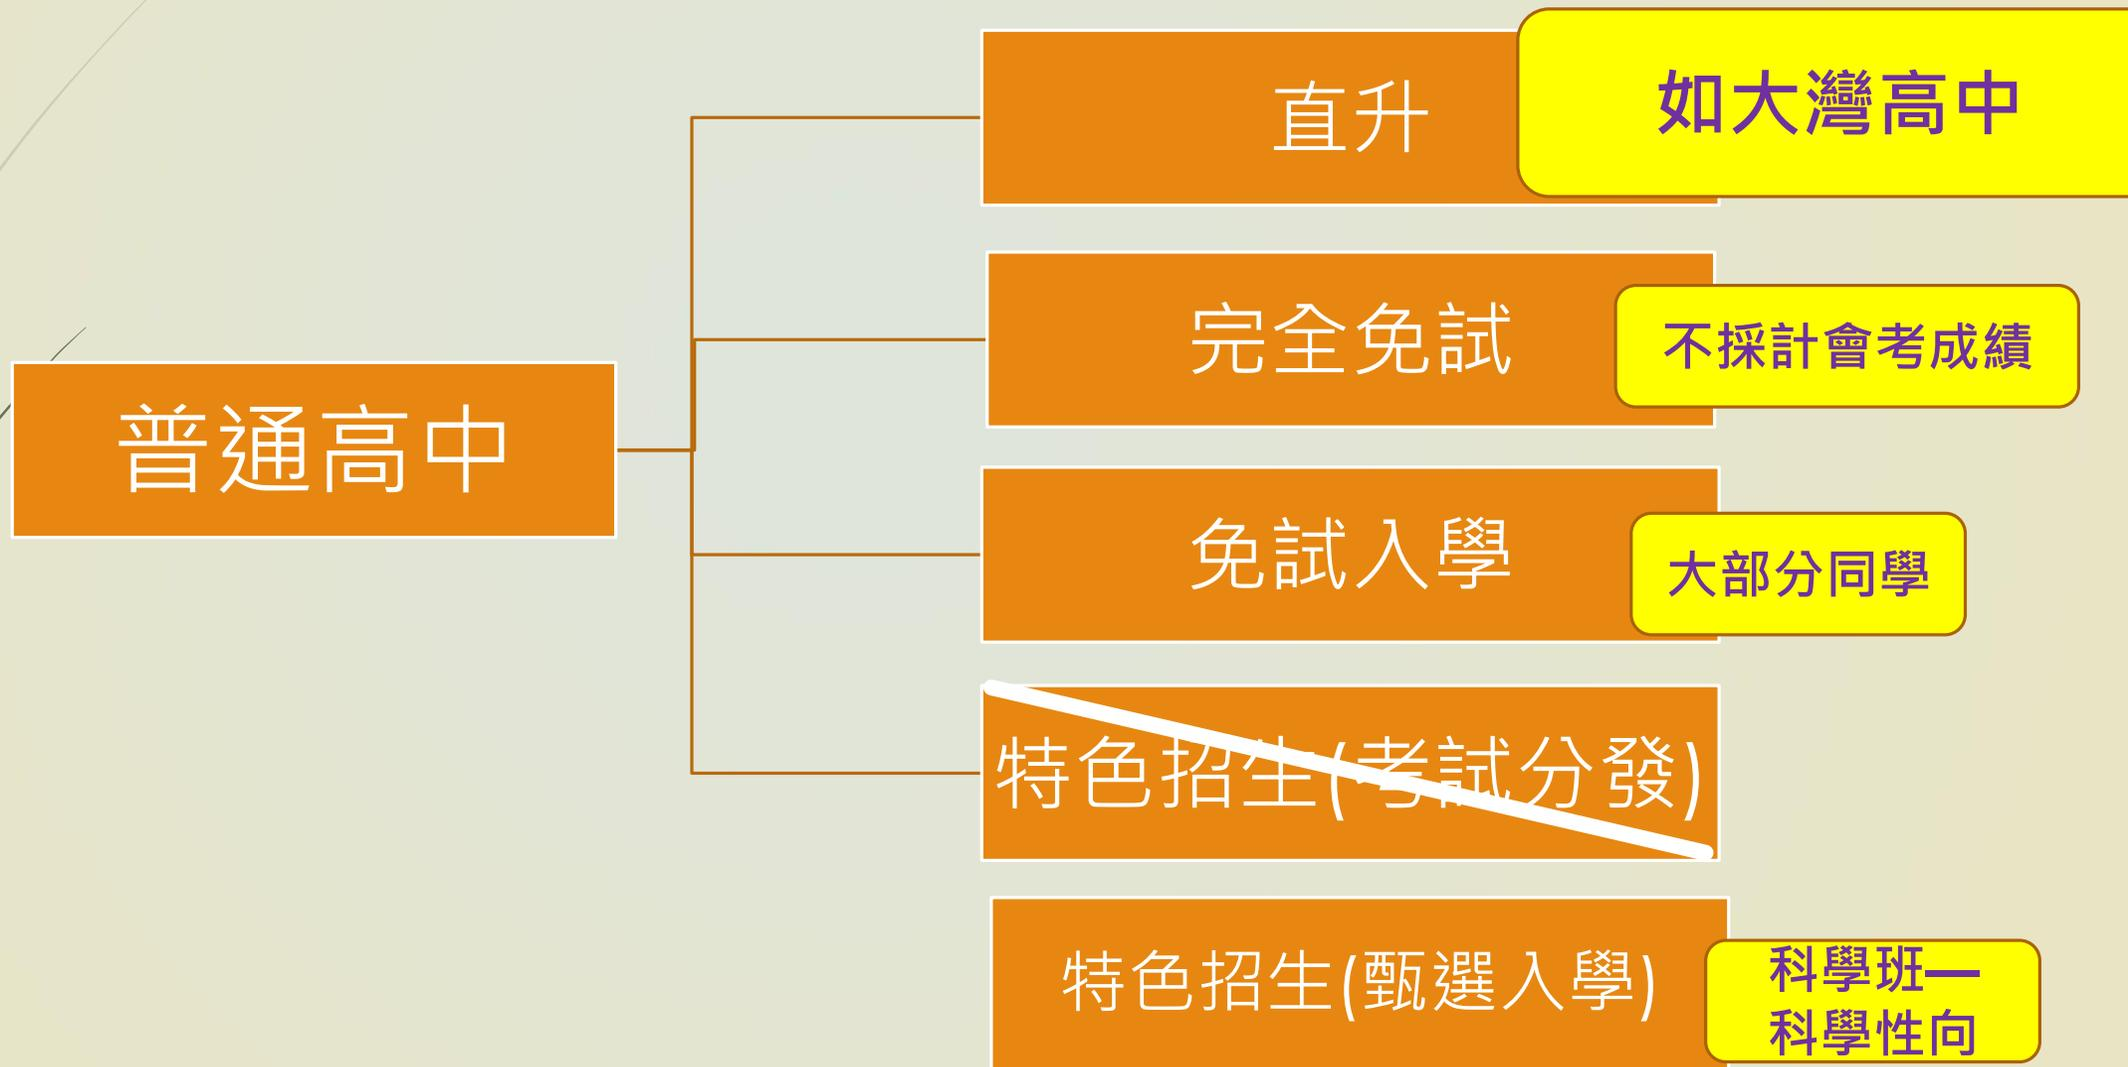 直升
如大灣高中
完全免試
不採計會考成績
普通高中
免試入學
大部分同學
特色招生(考試分發)
特色招生(甄選入學)
科學班—
科學性向